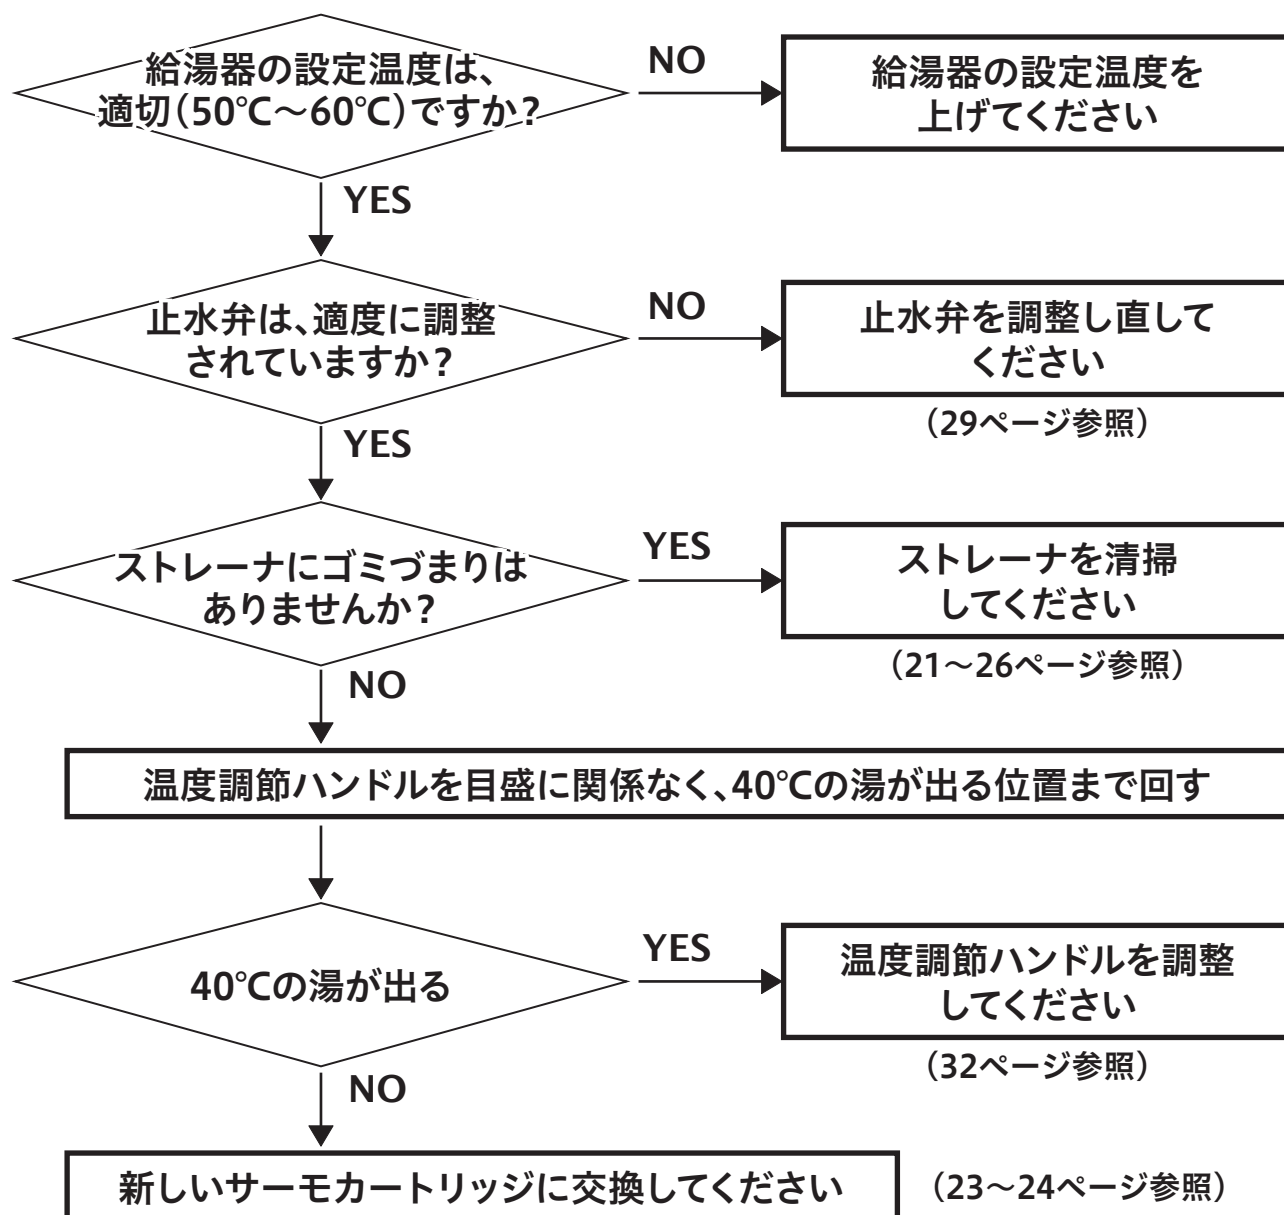 給湯器の設定温度は、
適切(50℃～60℃)ですか?
NO
給湯器の設定温度を
上げてください
YES
止水弁は、適度に調整
されていますか?
NO
止水弁を調整し直して
ください
(29ページ参照)
YES
ストレーナにゴミづまりは
ありませんか?
YES
ストレーナを清掃
してください
(21～26ページ参照)
NO
温度調節ハンドルを目盛に関係なく、40℃の湯が出る位置まで回す
40℃の湯が出る
YES
温度調節ハンドルを調整
してください
(32ページ参照)
NO
新しいサーモカートリッジに交換してください
(23～24ページ参照)